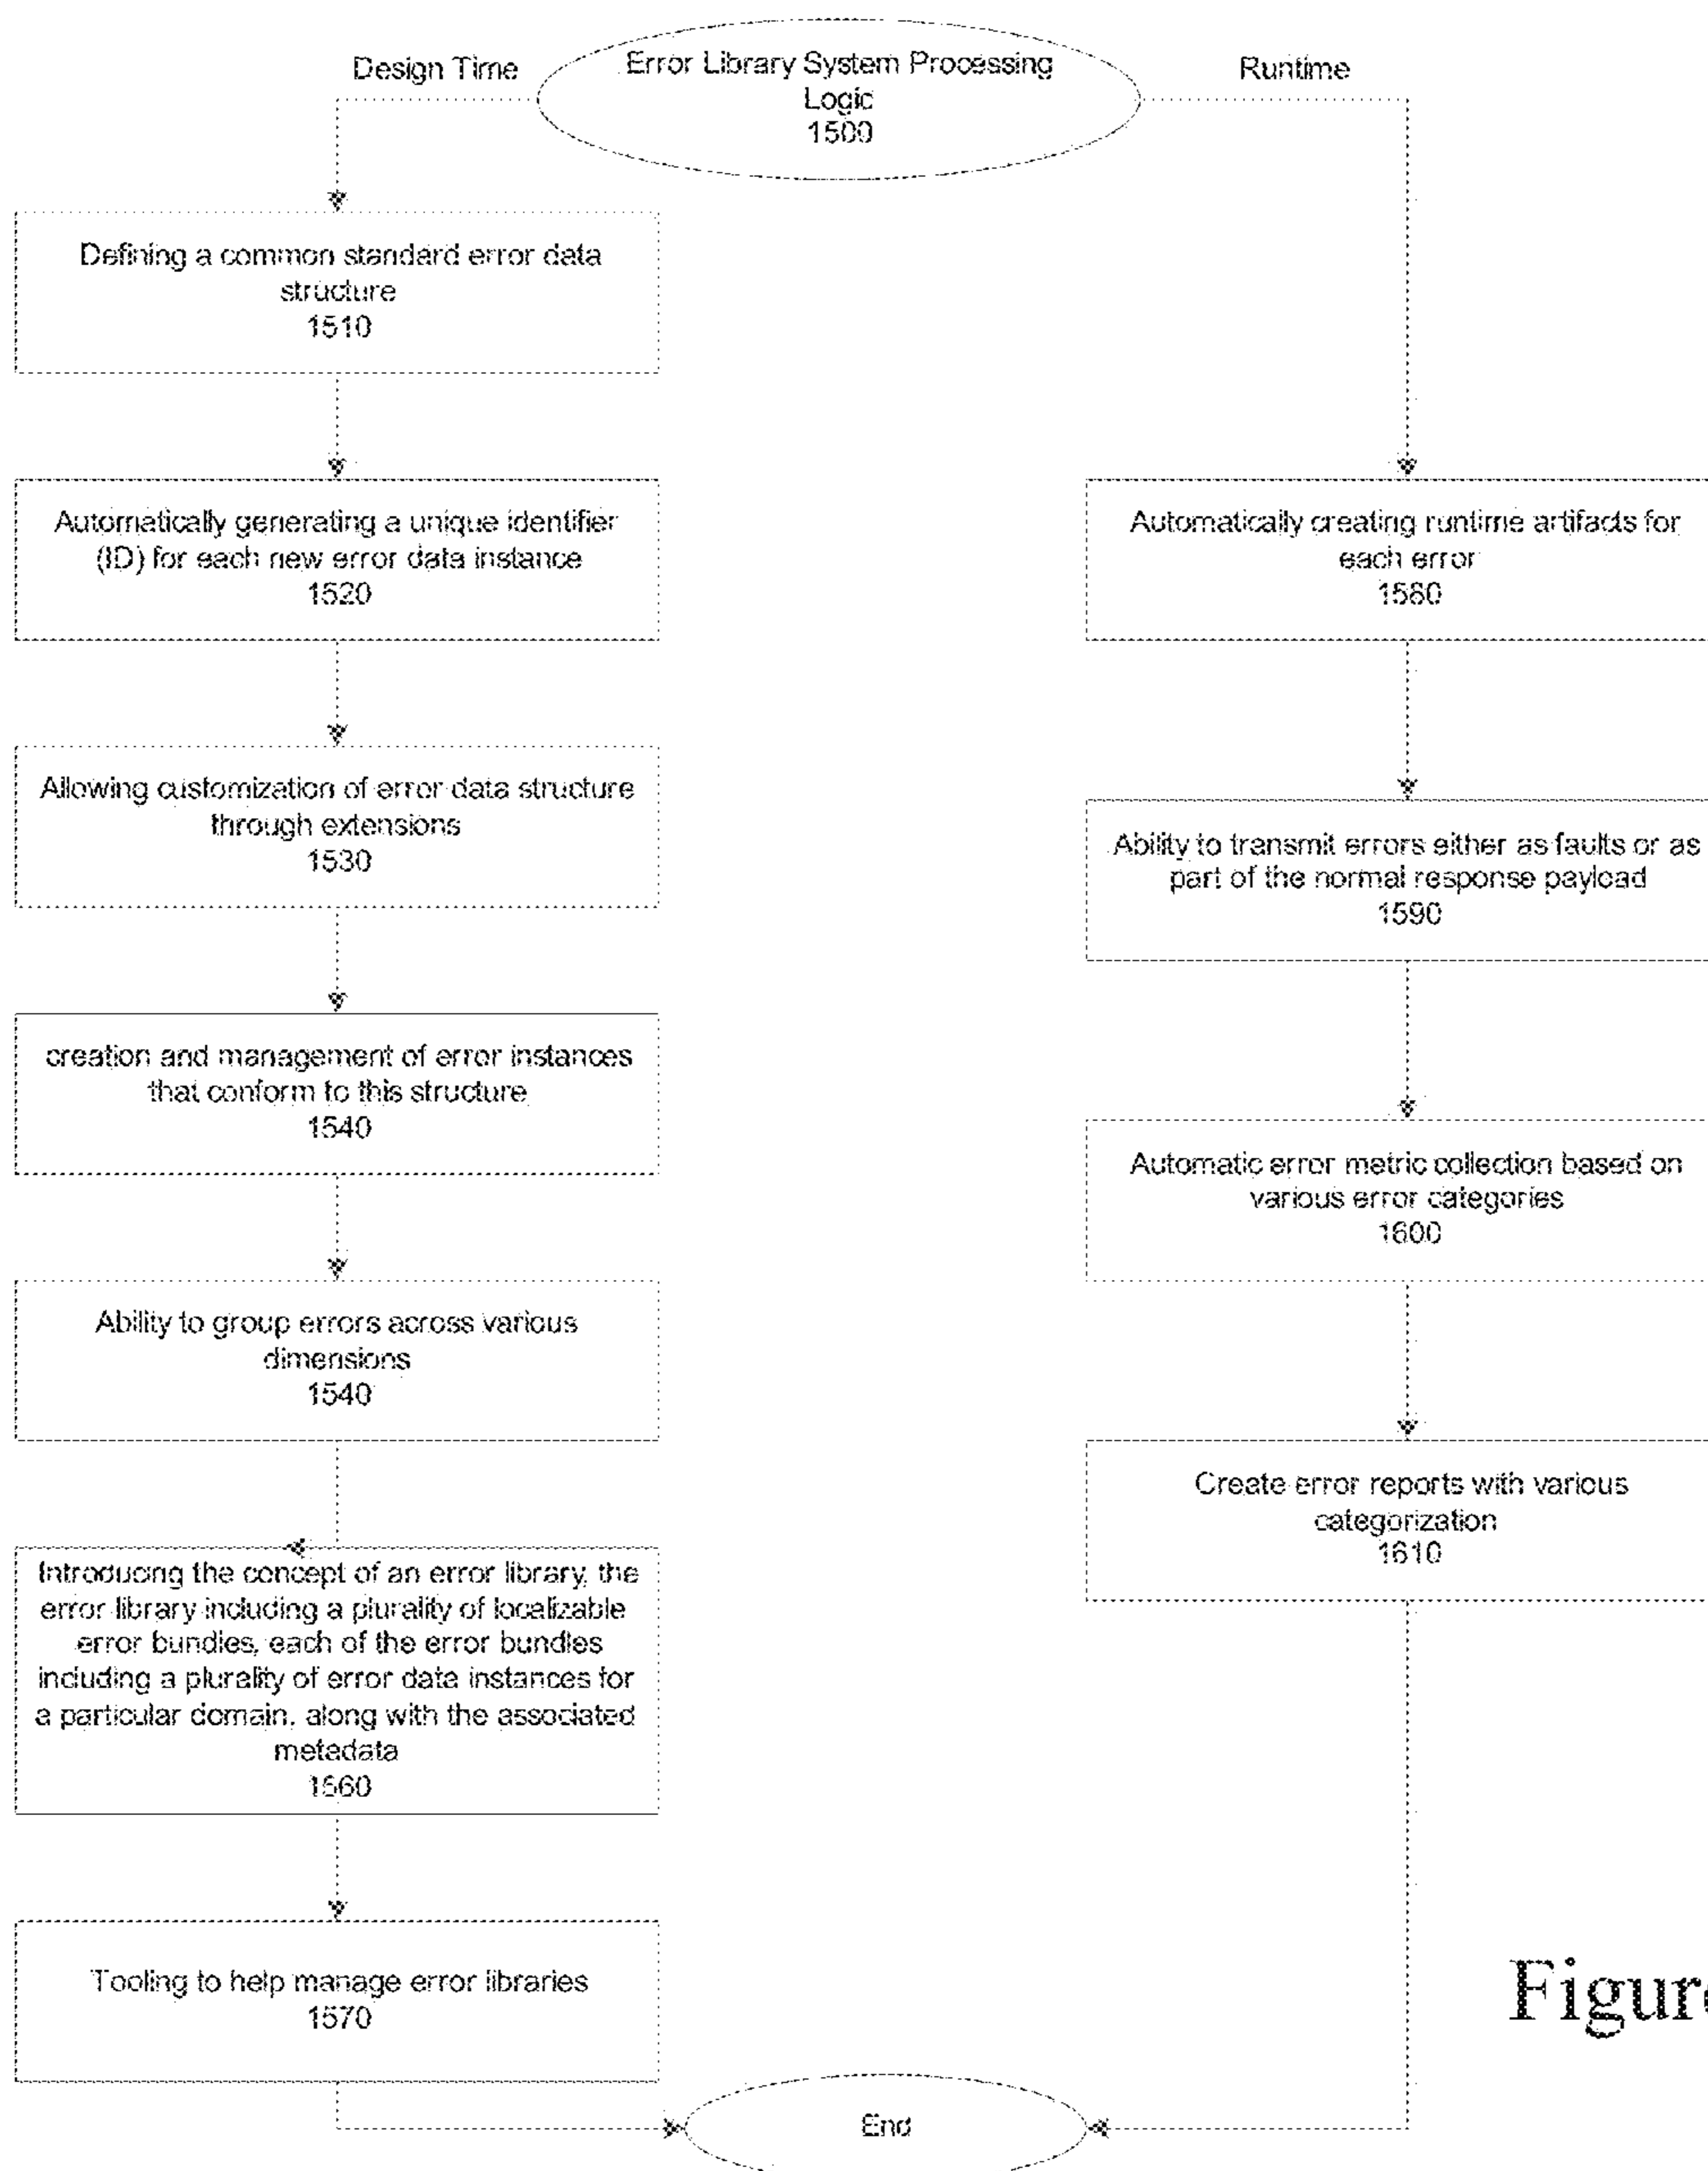 Design Time
Error Library System Processing
Logic
1500
Runtime
Defining a common standard error data
structure
1510
Automatically generating a unique identifier
(ID) for each new error data instance
1520
Allowing customization of error data structure
through extensions
1530
creation and management of error instances
that conform to this structure
1540
Ability to group errors across various
dimensions
1540
Introducing the concept of an error library, the
error library including a plurality of localizable
error bundles, each of the error bundles
including a plurality of error data instances for
a particular domain, along with the associated
metadata
1560
Tooling to help manage error libraries
1570
Automatically creating runtime artifacts for
each error
1580
Ability to transmit errors either as faults or as
part of the normal response payload
1590
Automatic error metric collection based on
various error categories
1600
Create error reports with various
categorization
1610
End